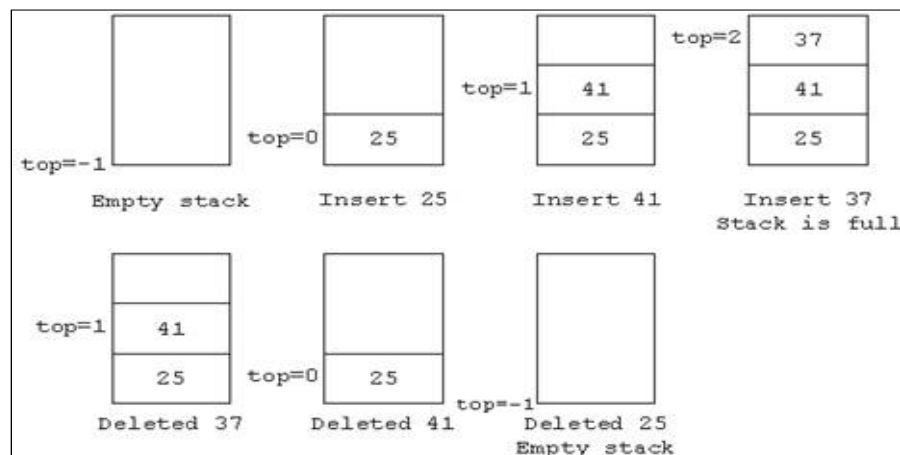 top=2 37
top=1 41 41
top=0 25 25 25
top=-1
Empty stack Insert 25 Insert 41 Insert 37
Stack is full
top=1 41
25 top=0 25
top=-1
Deleted 37 Deleted 41 Deleted 25
Empty stack